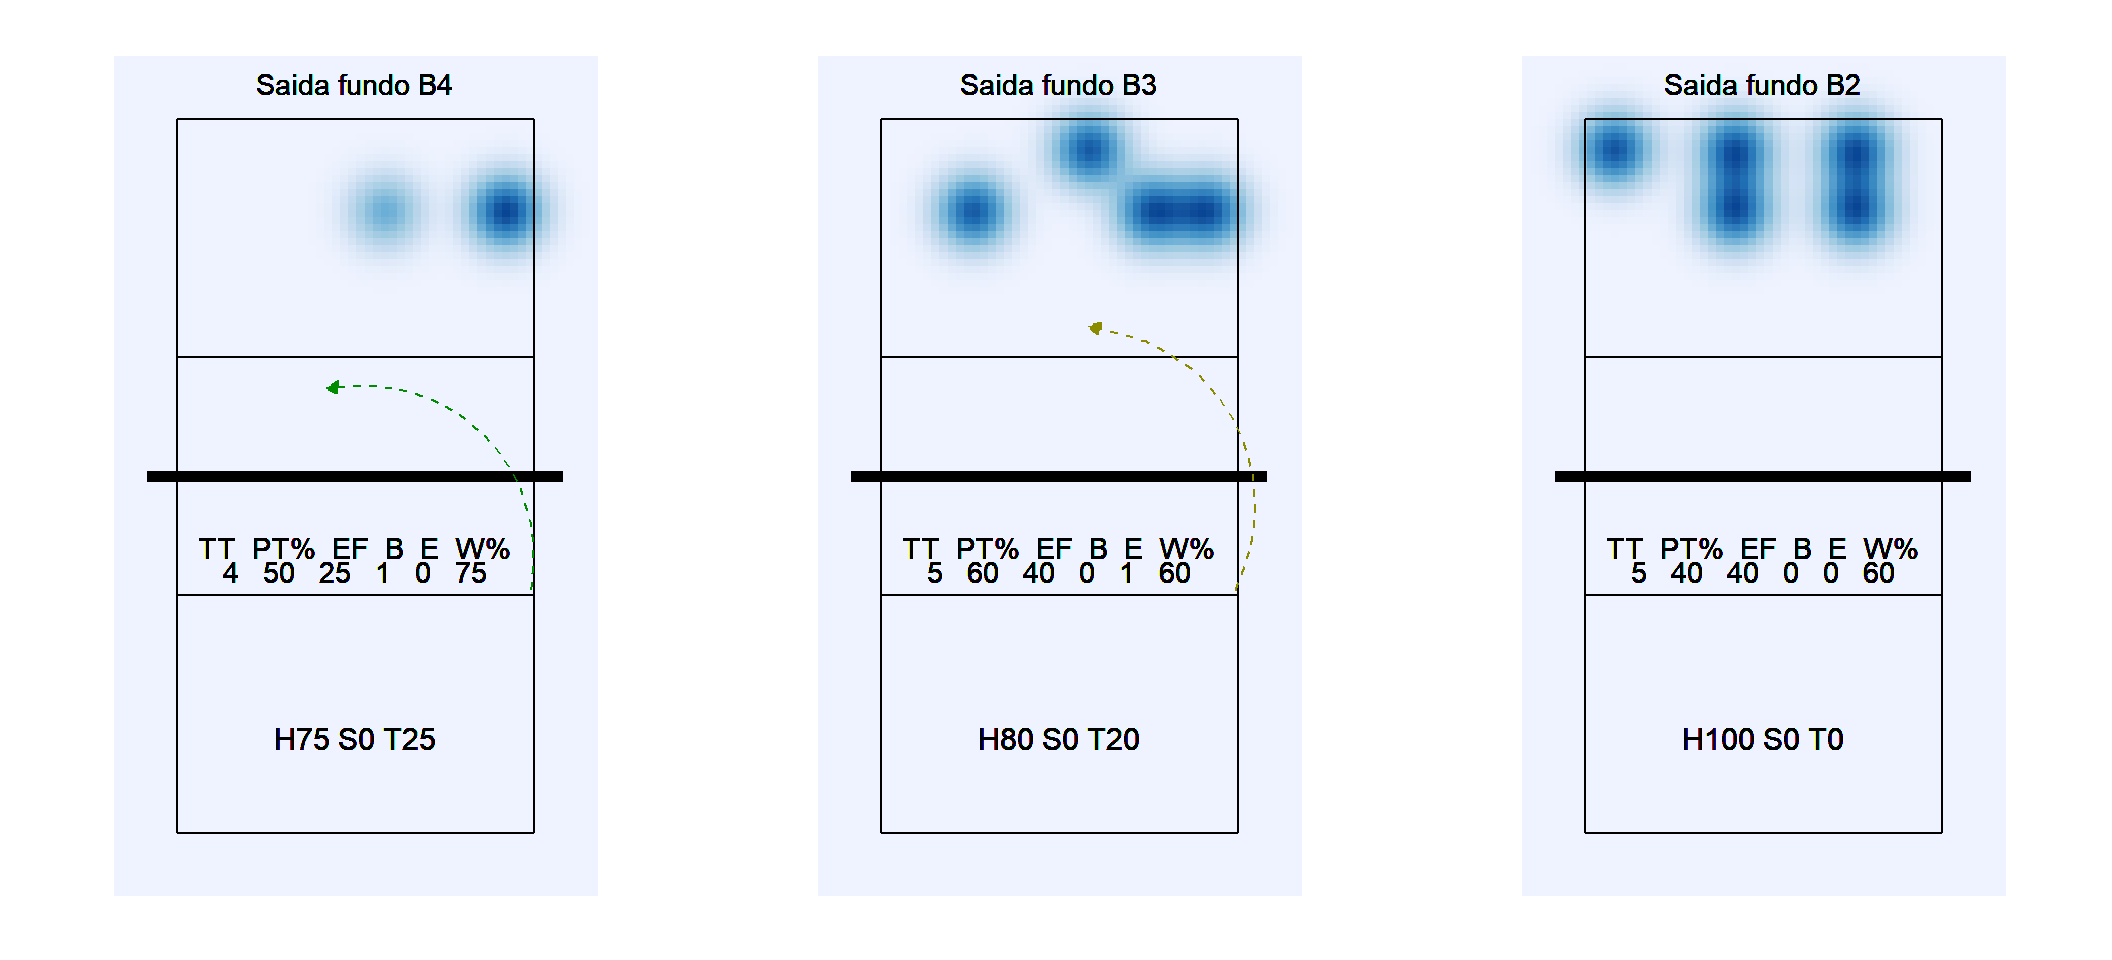 Saida fundo B4
TT PT% EF B E W%
4 50 25 1 0 75
H75 S0 T25
Saida fundo B3
TT PT% EF B E W%
5 60 40 0 1 60
H80 S0 T20
Saida fundo B2
TT PT% EF B E W%
5 40 40 0 0 60
H100 S0 T0